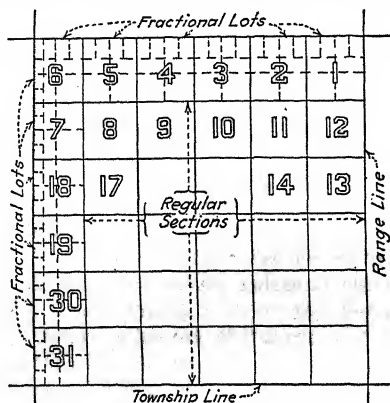 Fractional Lots
6 5 4 3 2 1
7 8 9 10 11 12
18 17 14 13
Regular
Sections
19
30
31
Fractional Lots
Range Line
Township Line